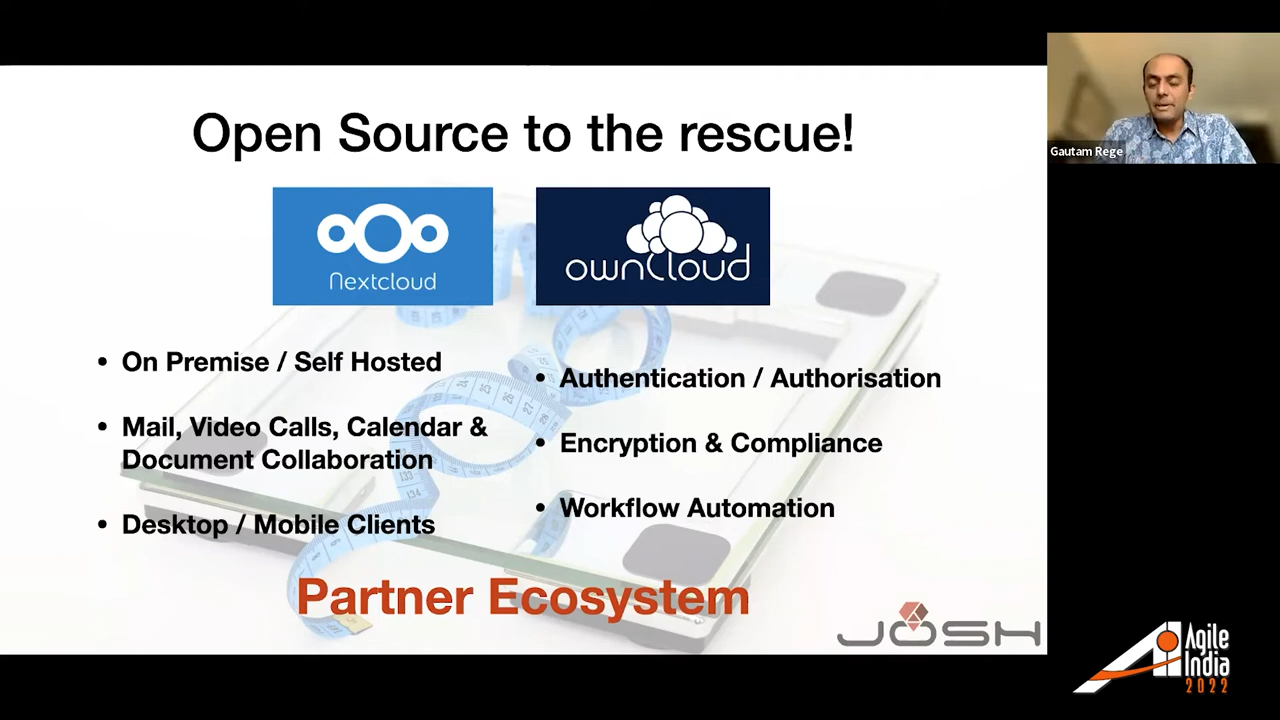 Open Source to the rescue!
Nextcloud
ownCloud
• On Premise / Self Hosted
• Mail, Video Calls, Calendar &
Document Collaboration
• Desktop / Mobile Clients
• Authentication / Authorisation
• Encryption & Compliance
• Workflow Automation
Partner Ecosystem
JOSH
Gautam Rege
Agile
India
2022